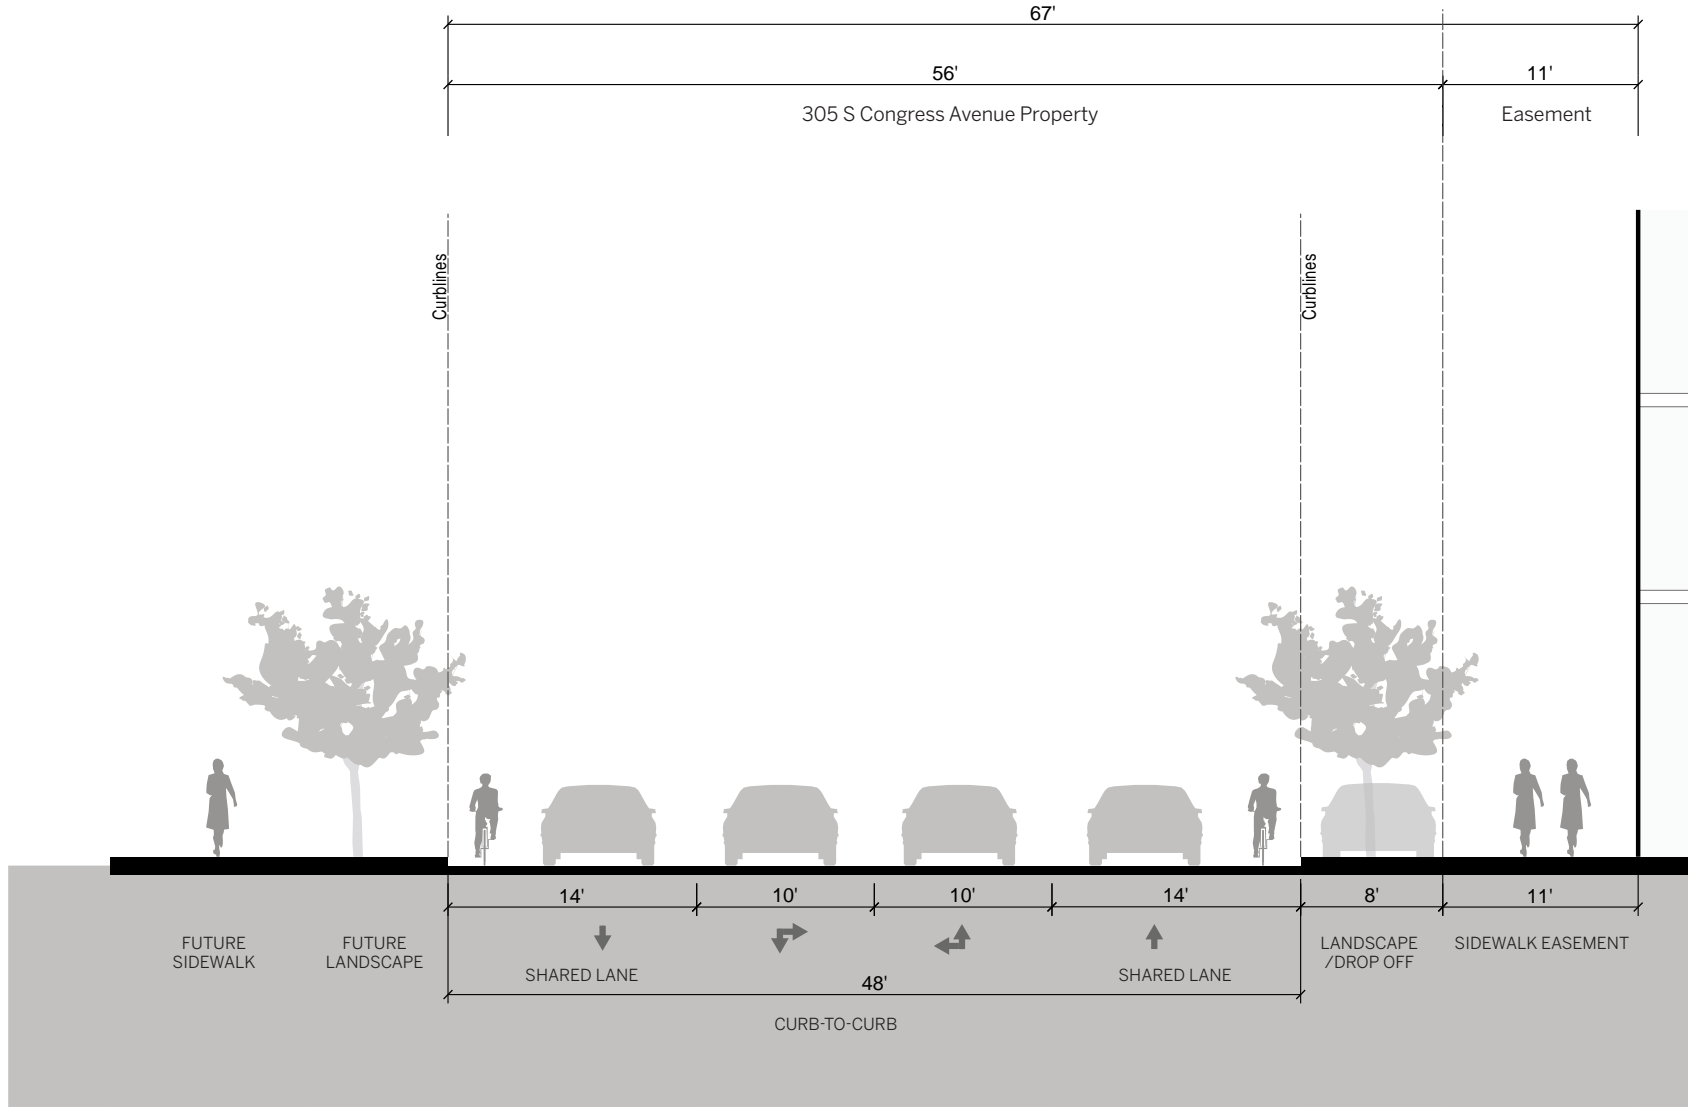 67'
56'
11'
305 S Congress Avenue Property
Easement
Curblines
Curblines
14'
10'
10'
14'
8'
11'
FUTURE
SIDEWALK
FUTURE
LANDSCAPE
SHARED LANE
SHARED LANE
LANDSCAPE
/DROP OFF
SIDEWALK EASEMENT
48'
CURB-TO-CURB